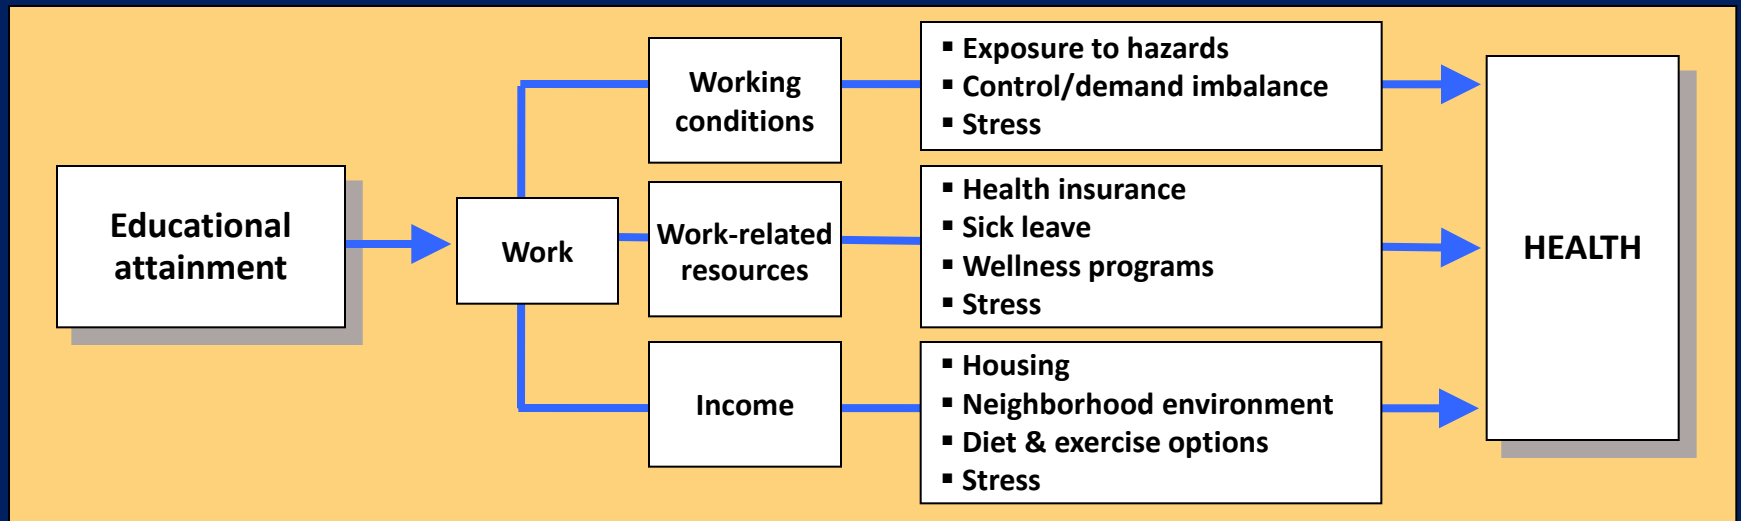 Educational
attainment
Work
Working
conditions
▪ Exposure to hazards
▪ Control/demand imbalance
▪ Stress
Work-related
resources
▪ Health insurance
▪ Sick leave
▪ Wellness programs
▪ Stress
Income
▪ Housing
▪ Neighborhood environment
▪ Diet & exercise options
▪ Stress
HEALTH